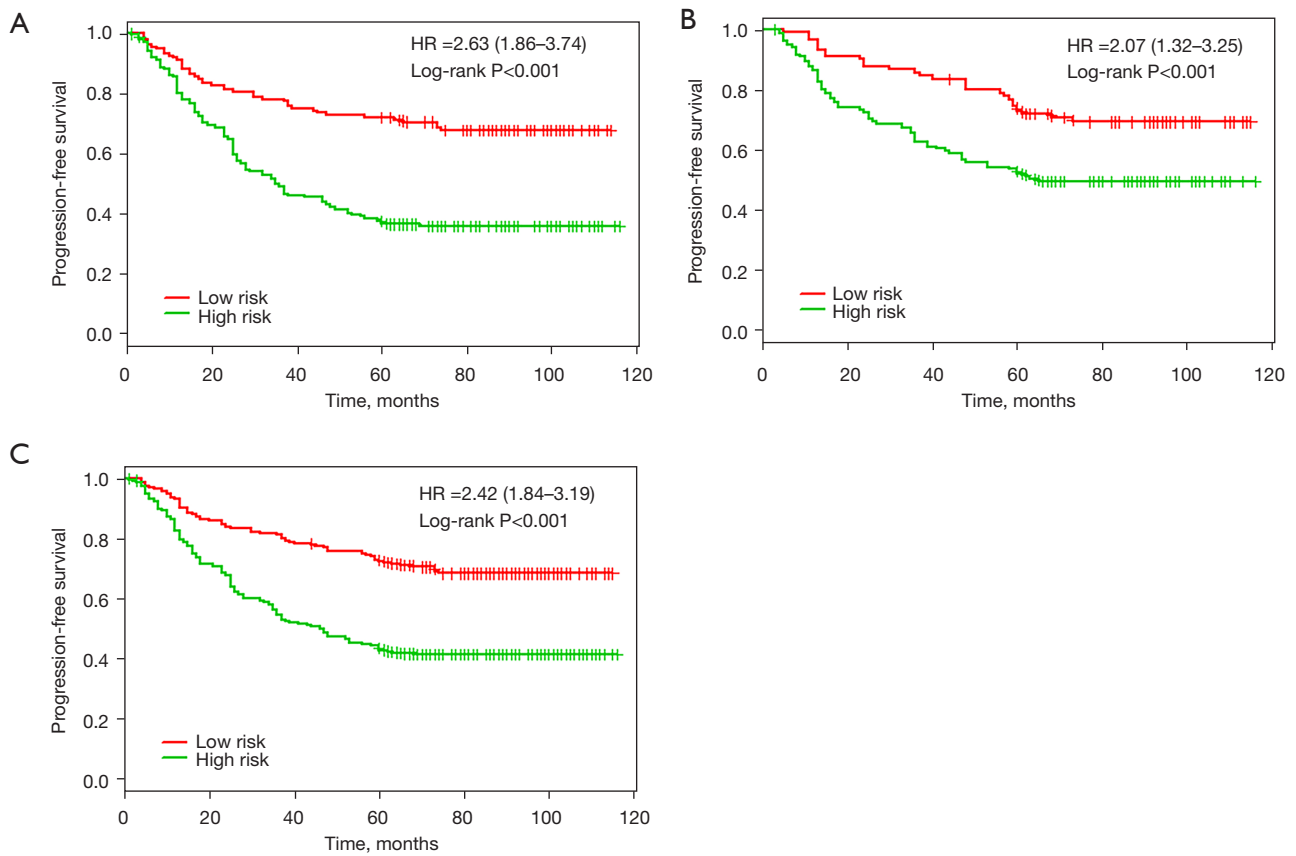 A
HR =2.63 (1.86–3.74)
Log-rank P<0.001
Progression-free survival
1.0
0.8
0.6
0.4
0.2
0.0
Low risk
High risk
0 20 40 60 80 100 120
Time, months
B
HR =2.07 (1.32–3.25)
Log-rank P<0.001
Progression-free survival
1.0
0.8
0.6
0.4
0.2
0.0
Low risk
High risk
0 20 40 60 80 100 120
Time, months
C
HR =2.42 (1.84–3.19)
Log-rank P<0.001
Progression-free survival
1.0
0.8
0.6
0.4
0.2
0.0
Low risk
High risk
0 20 40 60 80 100 120
Time, months